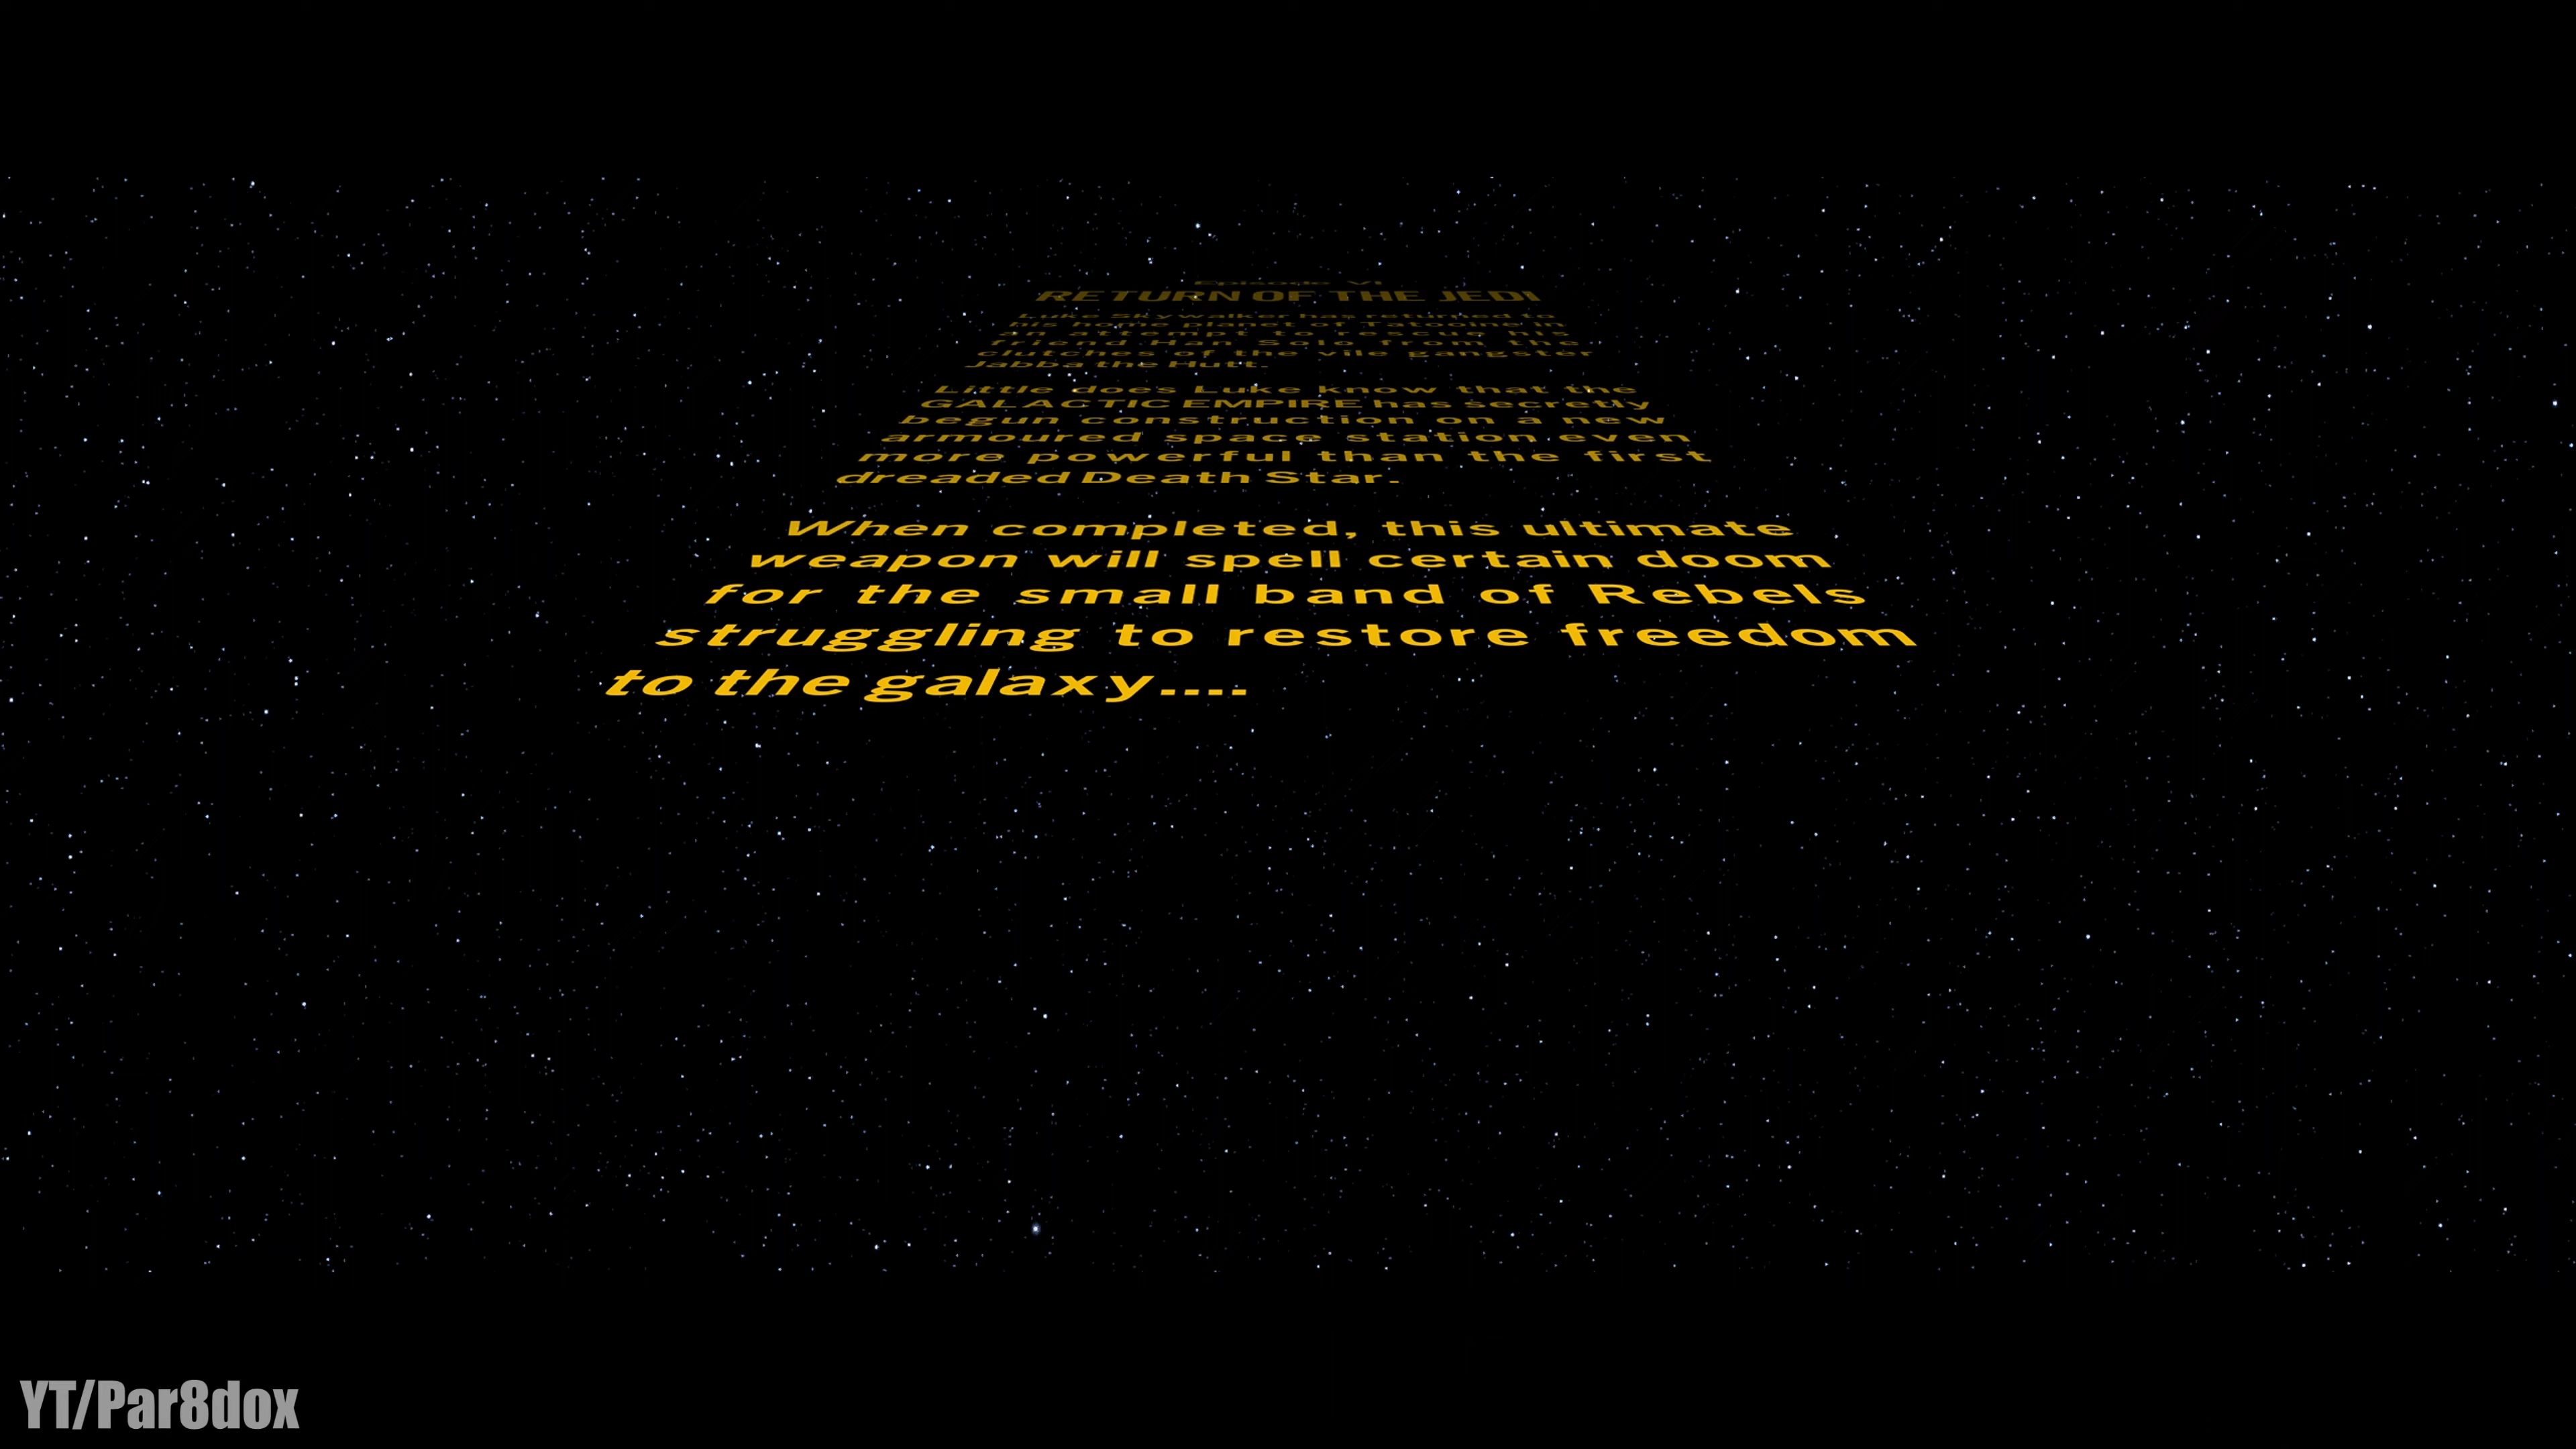 Episode VI
RETURN OF THE JEDI
Luke Skywalker has returned to
his home planet of Tatooine in
an attempt to rescue his
friend Han Solo from the
clutches of the vile gangster
Jabba the Hutt.
Little does Luke know that the
GALACTIC EMPIRE has secretly
begun construction on a new
armoured space station even
more powerful than the first
dreaded Death Star.
When completed, this ultimate
weapon will spell certain doom
for the small band of Rebels
struggling to restore freedom
to the galaxy....
YT/Par8dox